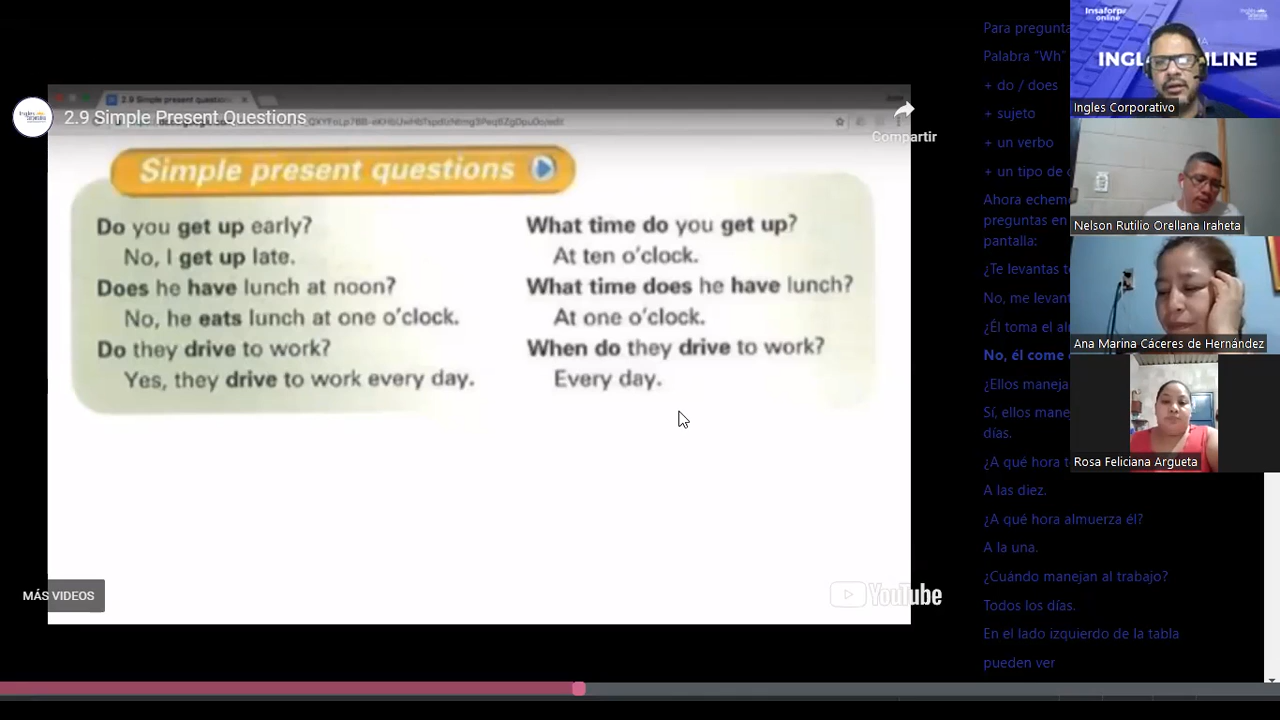 2.9 Simple Present Questions
Compartir
Simple present questions
Do you get up early?
No, I get up late.
Does he have lunch at noon?
No, he eats lunch at one o'clock.
Do they drive to work?
Yes, they drive to work every day.
What time do you get up?
At ten o'clock.
What time does he have lunch?
At one o'clock.
When do they drive to work?
Every day.
MÁS VIDEOS
YouTube
Para pregunta
Palabra "Wh"
+ do / does
+ sujeto
+ un verbo
+ un tipo de
Ahora echem
preguntas en
pantalla:
¿Te levantas t
No, me levant
¿Él toma el al
No, él come
¿Ellos maneja
Sí, ellos mane
días.
¿A qué hora t
A las diez.
¿A qué hora almuerza él?
A la una.
¿Cuándo manejan al trabajo?
Todos los días.
En el lado izquierdo de la tabla
pueden ver
Insaforp
online
INGL ONLINE
Ingles Corporativo
Nelson Rutilio Orellana Iraheta
Ana Marina Cáceres de Hernández
Rosa Feliciana Argueta